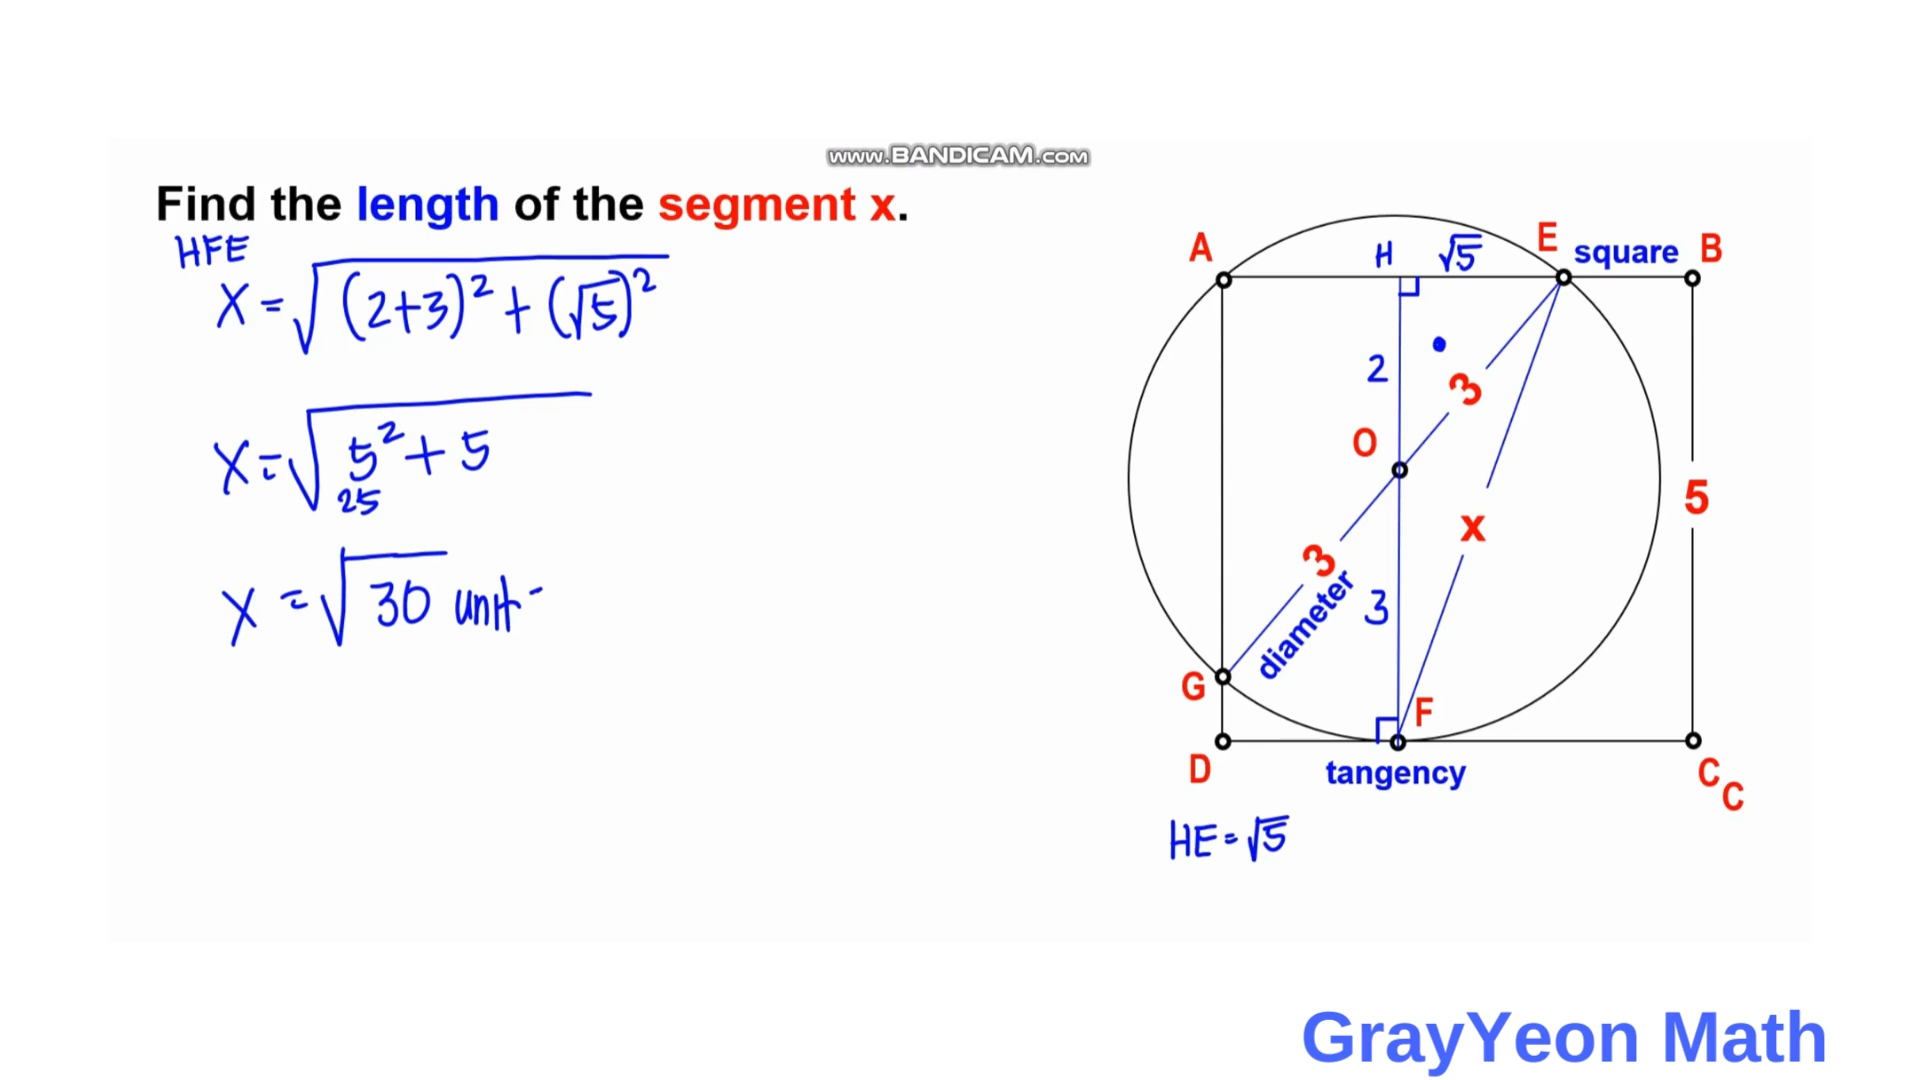 www.BANDICAM.com
Find the length of the segment x.
HFE
X = √(2+3)² + (√5)²
X = √5² + 5
25
X = √30 unit
A
H
√5
E
square
B
2
3
O
5
x
3
diameter
3
G
F
D
tangency
C
C
HE = √5
GrayYeon Math